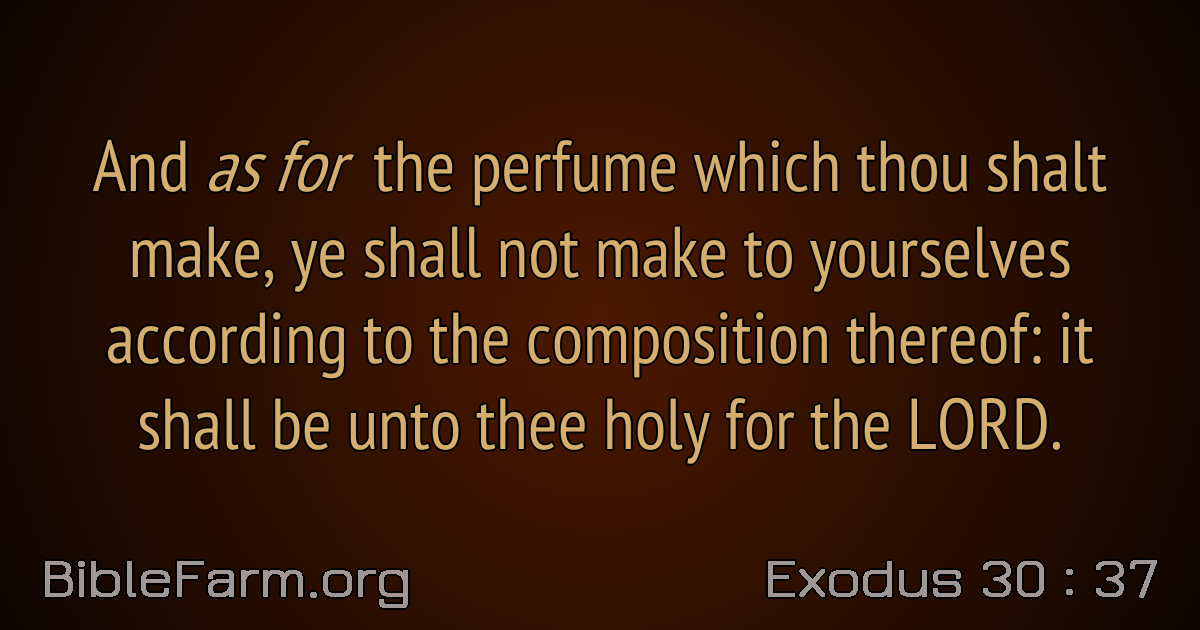 And as for the perfume which thou shalt
make, ye shall not make to yourselves
according to the composition thereof: it
shall be unto thee holy for the LORD.
BibleFarm.org
Exodus 30 : 37